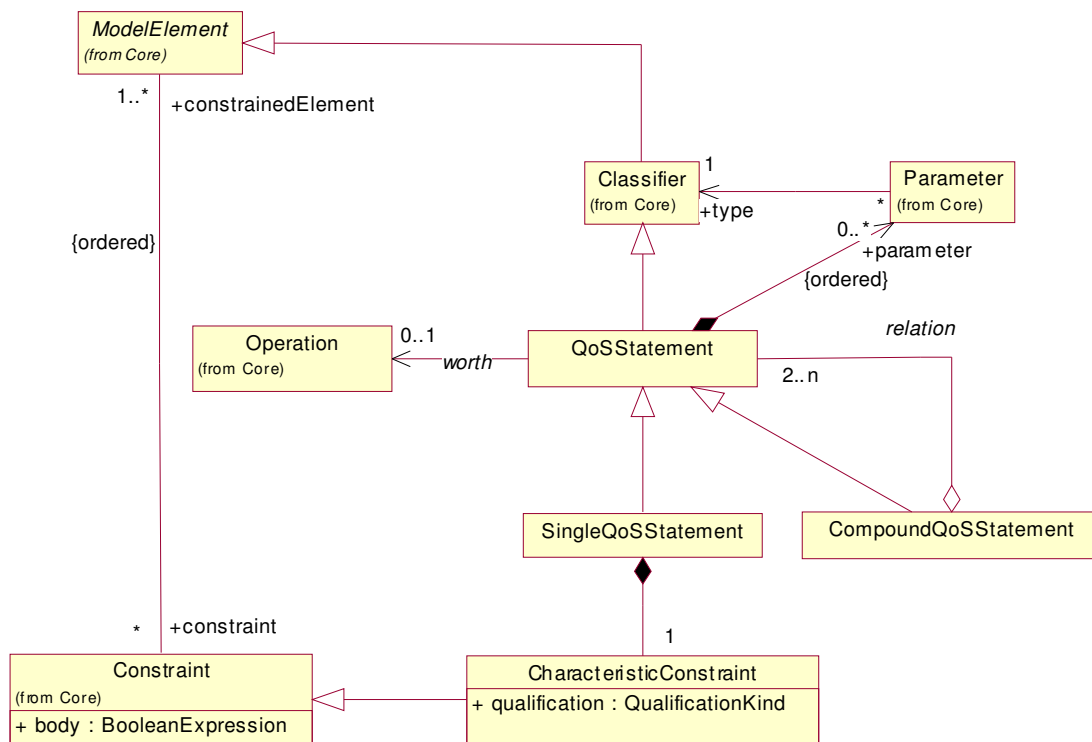 ModelElement
(from Core)
1..*
+constrainedElement
Classifier
(from Core)
1
+type
Parameter
(from Core)
*
0..*
+parameter
{ordered}
{ordered}
Operation
(from Core)
0..1
worth
QoSStatement
relation
2..n
SingleQoSStatement
CompoundQoSStatement
*
+constraint
1
Constraint
(from Core)
+ body : BooleanExpression
CharacteristicConstraint
+ qualification : QualificationKind